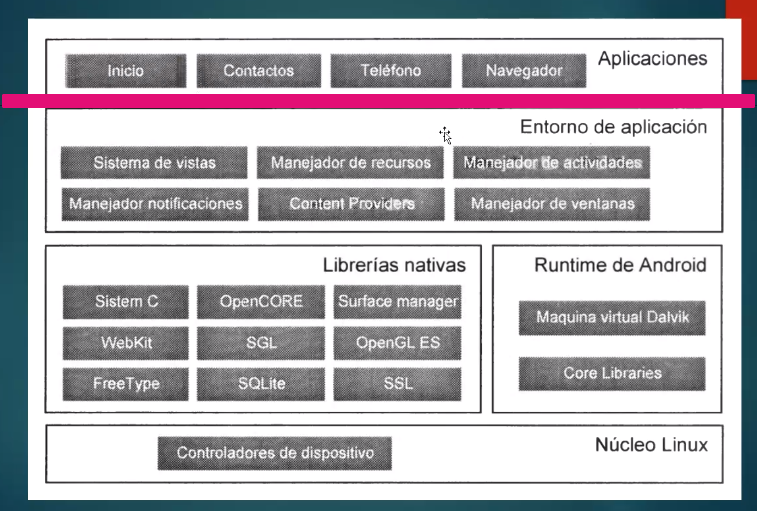 Aplicaciones
Inicio Contactos Teléfono Navegador
Entorno de aplicación
Sistema de vistas Manejador de recursos Manejador de actividades
Manejador notificaciones Content Providers Manejador de ventanas
Librerías nativas
Sistem C OpenCORE Surface manager
WebKit SGL OpenGL ES
FreeType SQLite SSL
Runtime de Android
Maquina virtual Dalvik
Core Libraries
Núcleo Linux
Controladores de dispositivo